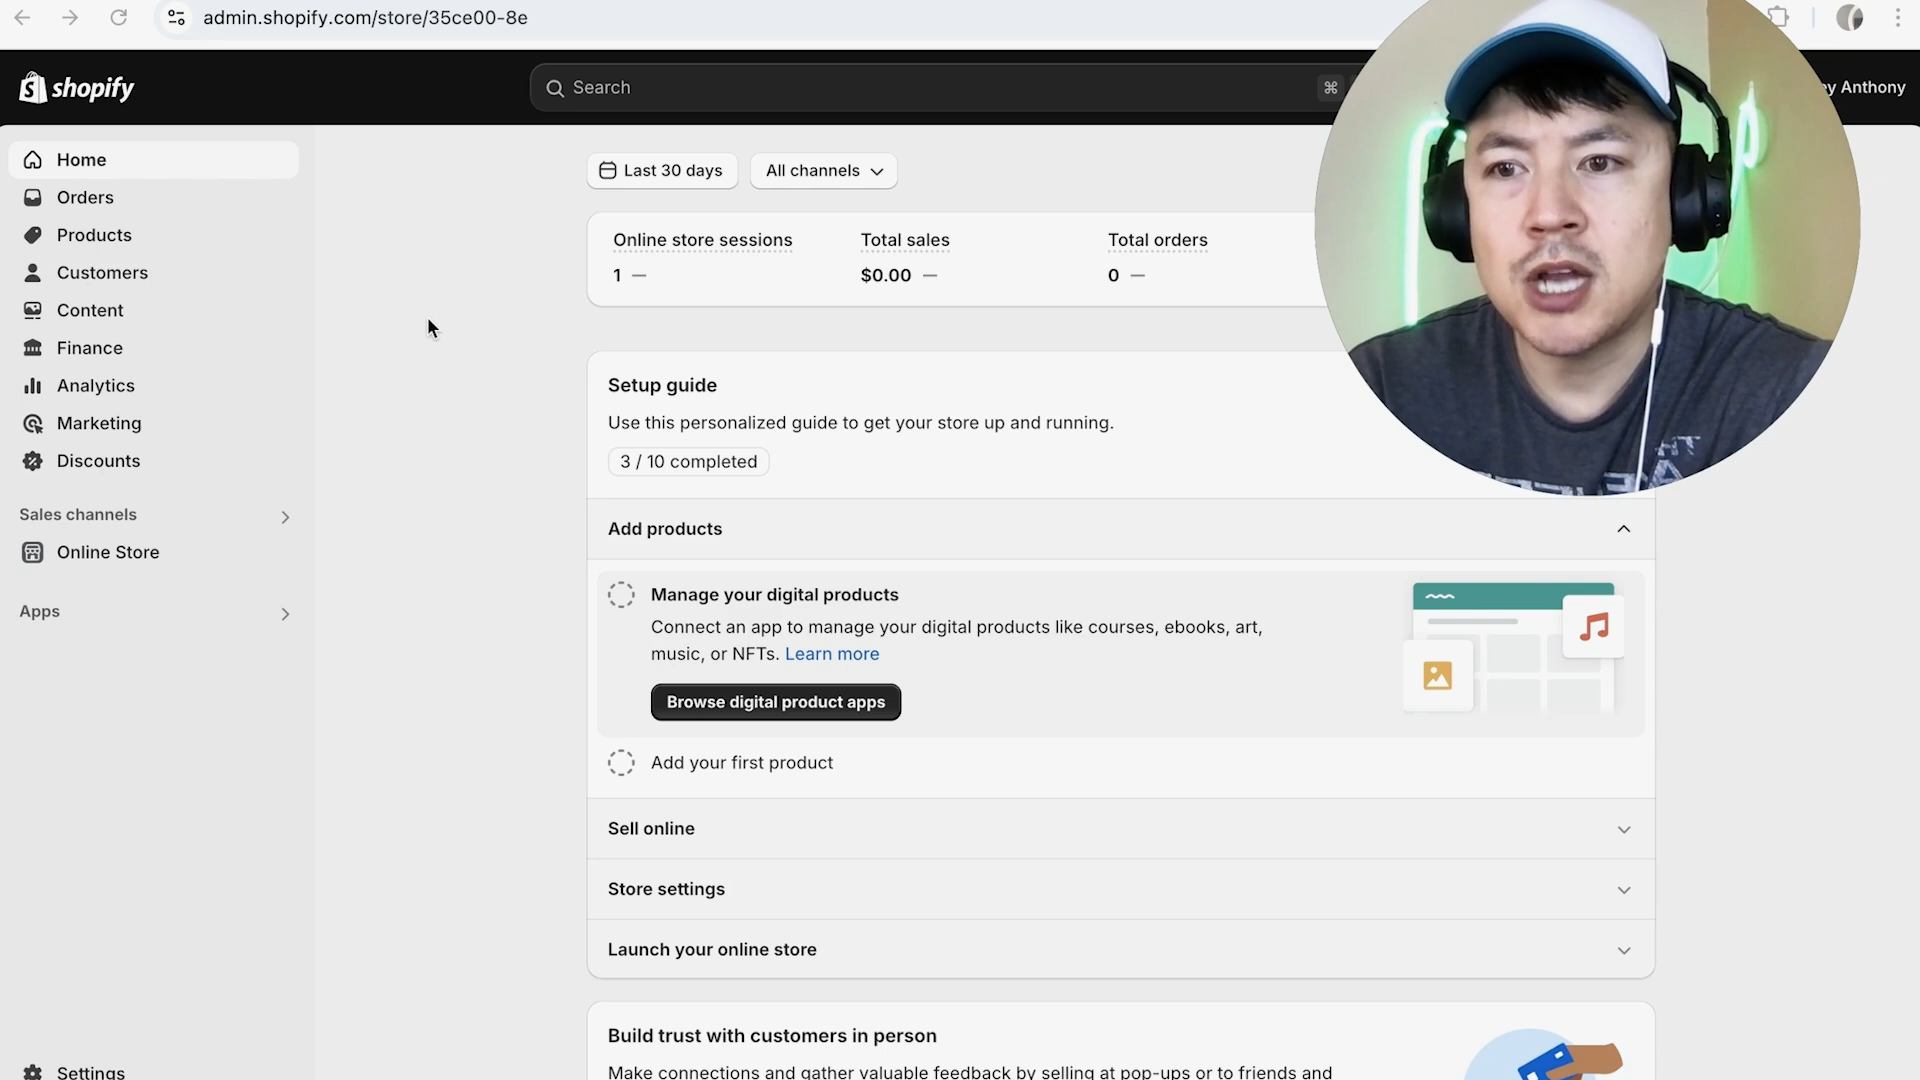 admin.shopify.com/store/35ce00-8e
shopify
Search
⌘
Anthony
Home
Orders
Products
Customers
Content
Finance
Analytics
Marketing
Discounts
Sales channels
Online Store
Apps
Settings
Last 30 days
All channels
Online store sessions
Total sales
Total orders
1 —
$0.00 —
0 —
Setup guide
Use this personalized guide to get your store up and running.
3 / 10 completed
Add products
Manage your digital products
Connect an app to manage your digital products like courses, ebooks, art,
music, or NFTs. Learn more
Browse digital product apps
Add your first product
Sell online
Store settings
Launch your online store
Build trust with customers in person
Make connections and gather valuable feedback by selling at pop-ups or to friends and